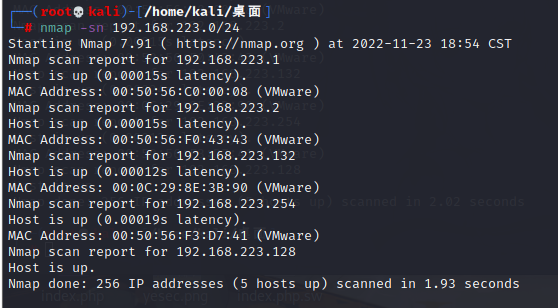 (root💀kali)-[/home/kali/桌面]
# nmap -sn 192.168.223.0/24
Starting Nmap 7.91 ( https://nmap.org ) at 2022-11-23 18:54 CST
Nmap scan report for 192.168.223.1
Host is up (0.00015s latency).
MAC Address: 00:50:56:C0:00:08 (VMware)
Nmap scan report for 192.168.223.2
Host is up (0.00015s latency).
MAC Address: 00:50:56:F0:43:43 (VMware)
Nmap scan report for 192.168.223.132
Host is up (0.00012s latency).
MAC Address: 00:0C:29:8E:3B:90 (VMware)
Nmap scan report for 192.168.223.254
Host is up (0.00019s latency).
MAC Address: 00:50:56:F3:D7:41 (VMware)
Nmap scan report for 192.168.223.128
Host is up.
Nmap done: 256 IP addresses (5 hosts up) scanned in 1.93 seconds